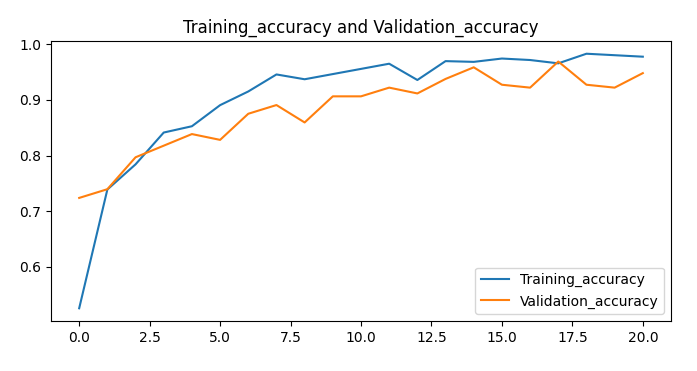 Training_accuracy and Validation_accuracy
1.0
0.9
0.8
0.7
0.6
Training_accuracy
Validation_accuracy
0.0 2.5 5.0 7.5 10.0 12.5 15.0 17.5 20.0